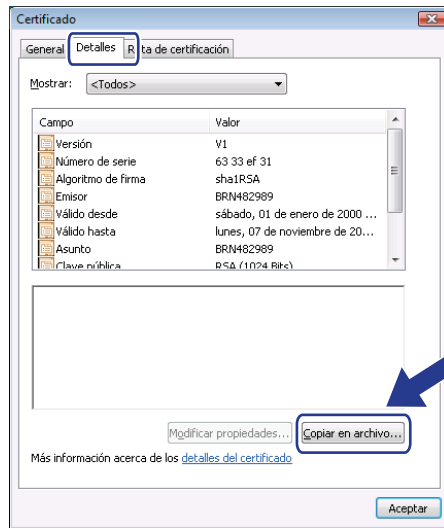 Certificado
General Detalles Ruta de certificación
Mostrar: <Todos>
Campo Valor
Versión V1
Número de serie 63 33 ef 31
Algoritmo de firma sha1RSA
Emisor BRN482989
Válido desde sábado, 01 de enero de 2000 ...
Válido hasta lunes, 07 de noviembre de 20...
Asunto BRN482989
Clave pública RSA (1024 Bits)
Modificar propiedades... Copiar en archivo...
Más información acerca de los detalles del certificado
Aceptar